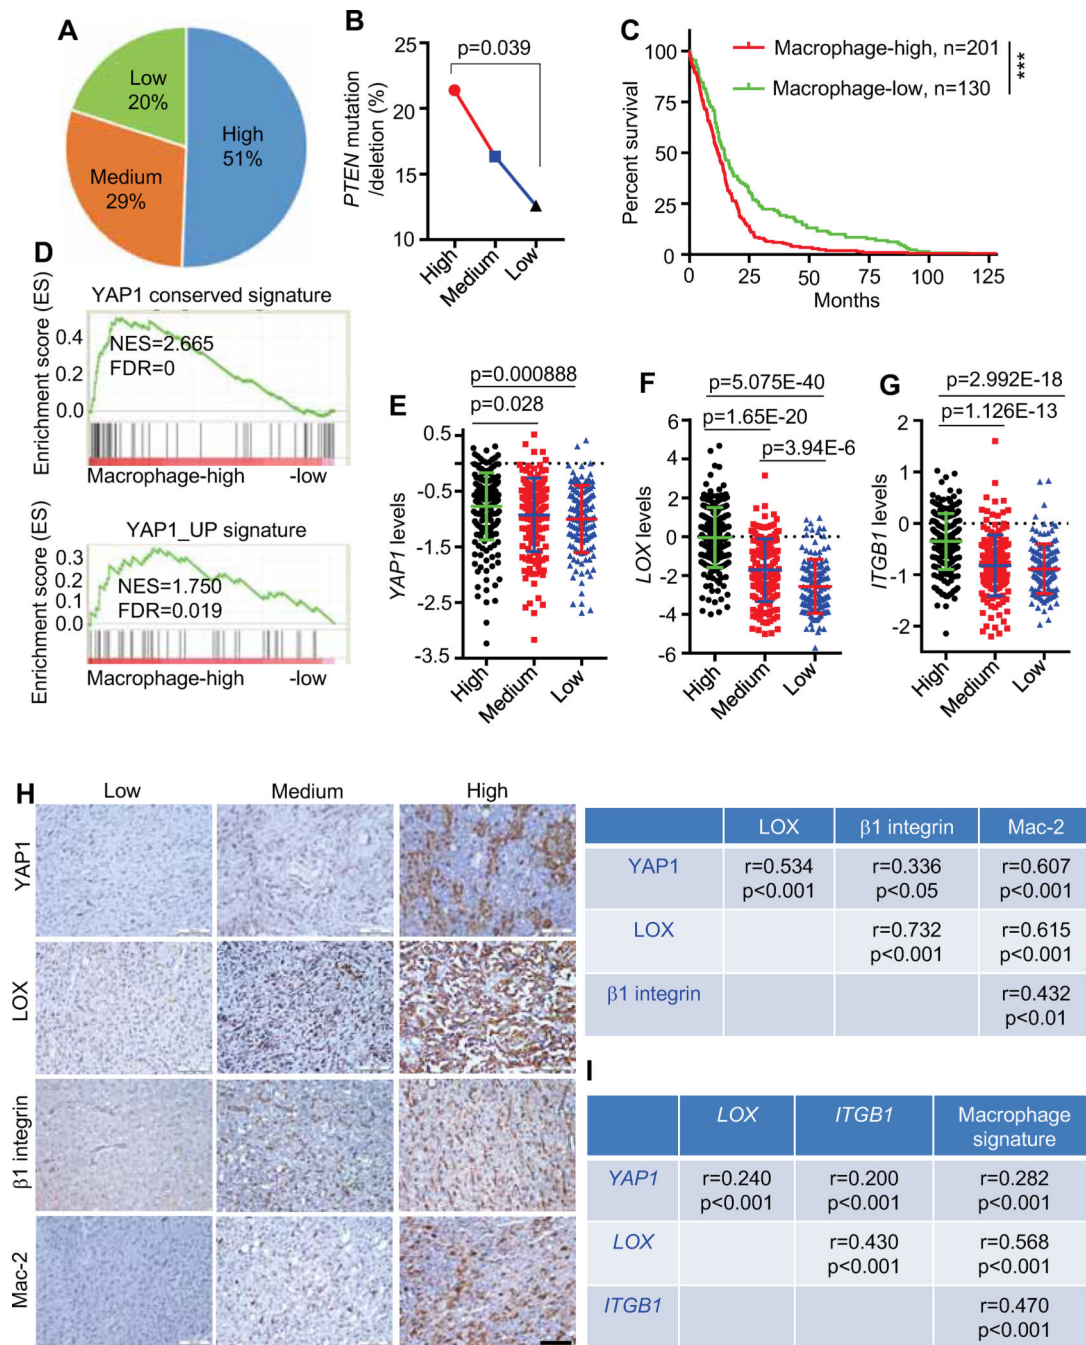 A
Low
20%
High
51%
Medium
29%
B
p=0.039
PTEN mutation
/deletion (%)
25
20
15
10
High
Medium
Low
C
Macrophage-high, n=201
Macrophage-low, n=130
***
Percent survival
100
75
50
25
0
0 25 50 75 100 125
Months
D
YAP1 conserved signature
Enrichment score (ES)
0.4
0.2
0.0
NES=2.665
FDR=0
Macrophage-high -low
YAP1_UP signature
Enrichment score (ES)
0.3
0.2
0.1
0.0
NES=1.750
FDR=0.019
Macrophage-high -low
E
p=0.000888
p=0.028
YAP1 levels
0.5
-0.5
-1.5
-2.5
-3.5
High
Medium
Low
F
p=5.075E-40
p=1.65E-20
p=3.94E-6
LOX levels
6
4
2
0
-2
-4
-6
High
Medium
Low
G
p=2.992E-18
p=1.126E-13
ITGB1 levels
2
1
0
-1
-2
High
Medium
Low
H
Low Medium High
YAP1
LOX
β1 integrin
Mac-2
LOX β1 integrin Mac-2
YAP1 r=0.534 r=0.336 r=0.607
p<0.001 p<0.05 p<0.001
LOX r=0.732 r=0.615
p<0.001 p<0.001
β1 integrin r=0.432
p<0.01
I
LOX ITGB1 Macrophage
signature
YAP1 r=0.240 r=0.200 r=0.282
p<0.001 p<0.001 p<0.001
LOX r=0.430 r=0.568
p<0.001 p<0.001
ITGB1 r=0.470
p<0.001